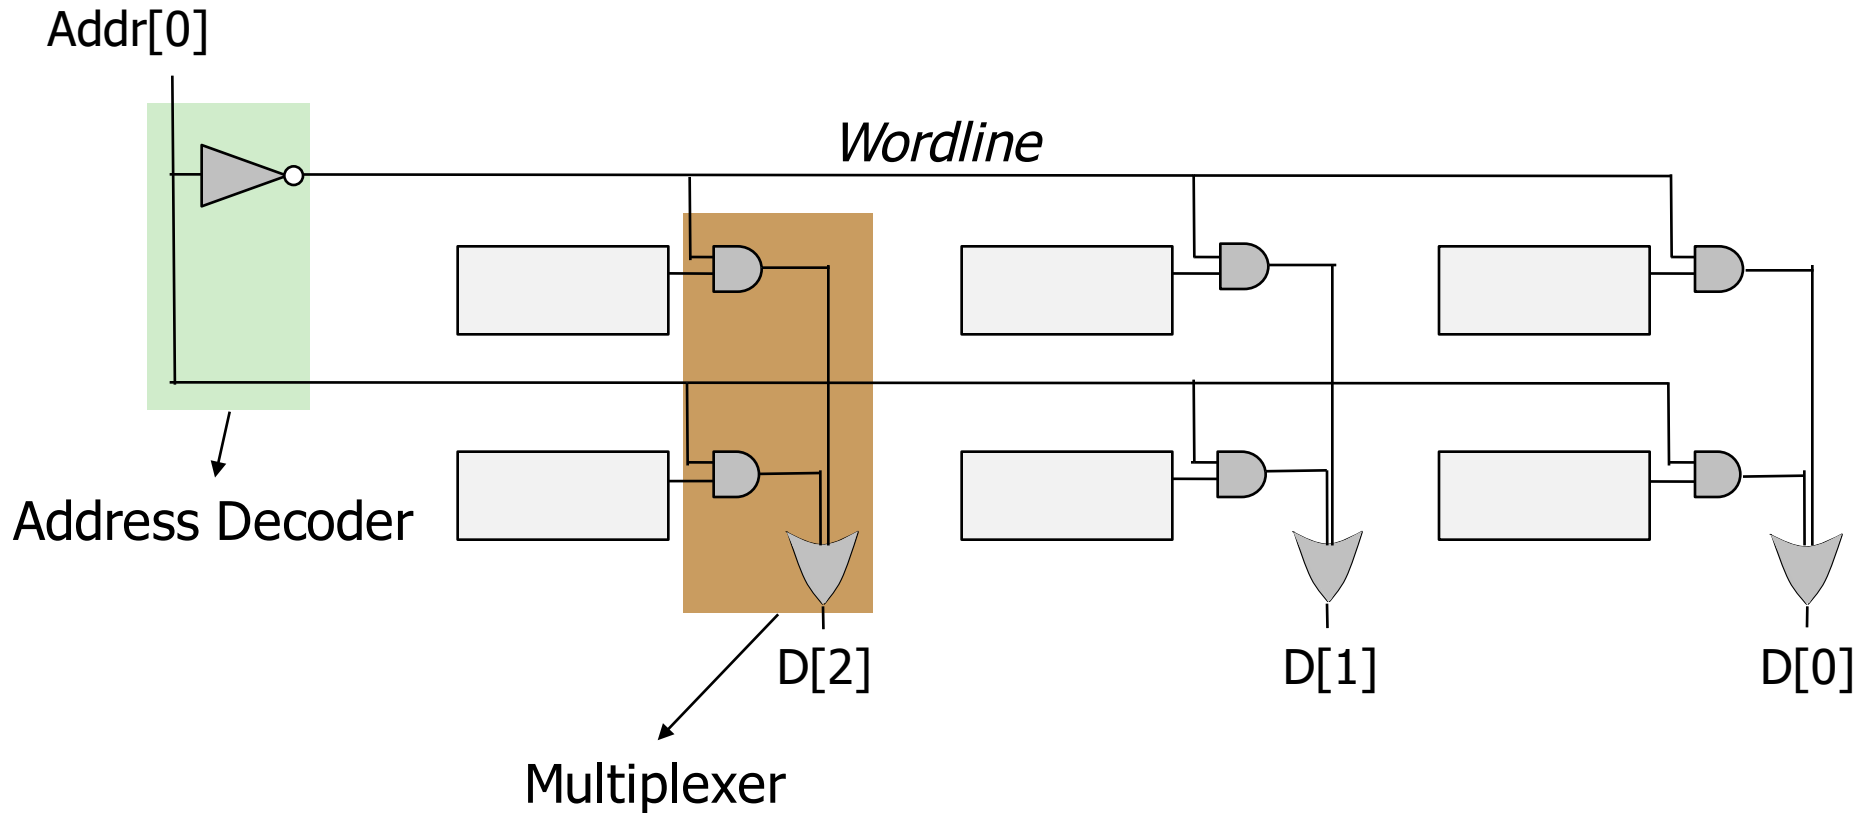 Addr[0]
Wordline
Address Decoder
D[2]
D[1]
D[0]
Multiplexer